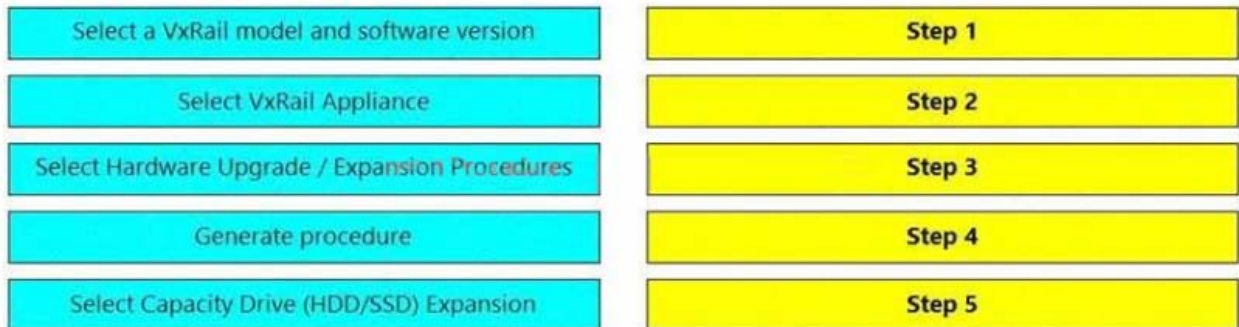 Select a VxRail model and software version
Step 1
Select VxRail Appliance
Step 2
Select Hardware Upgrade / Expansion Procedures
Step 3
Generate procedure
Step 4
Select Capacity Drive (HDD/SSD) Expansion
Step 5